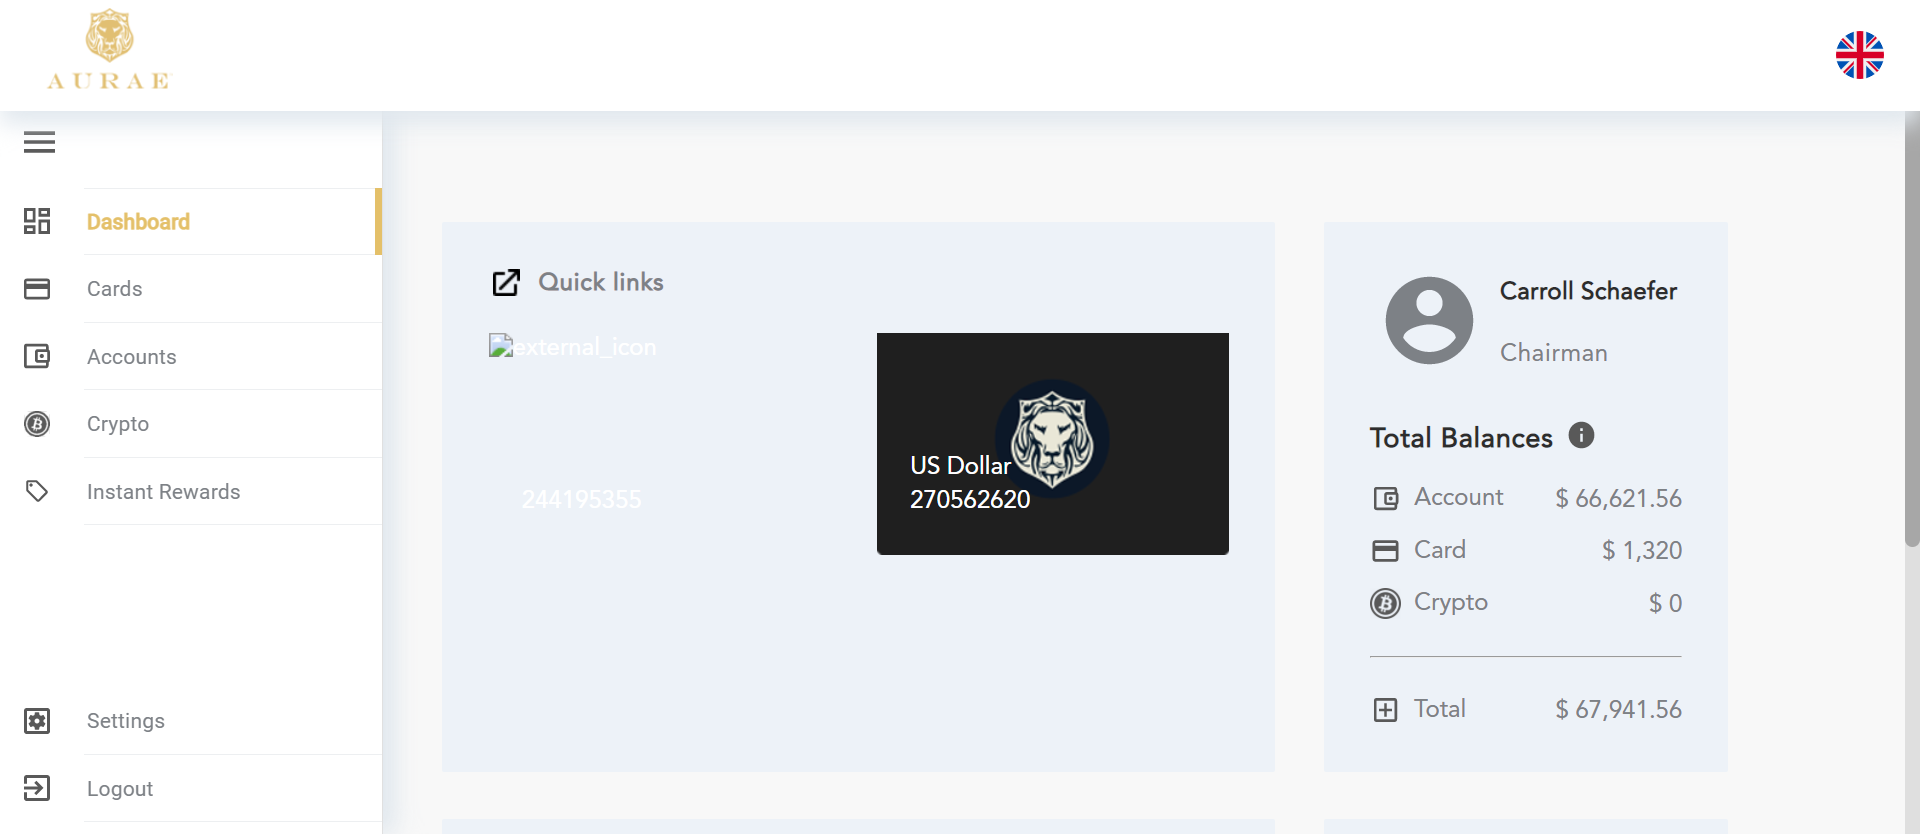 AURAE
Dashboard
Cards
Accounts
Crypto
Instant Rewards
Settings
Logout
Quick links
external_icon
244195355
US Dollar
270562620
Carroll Schaefer
Chairman
Total Balances
Account $ 66,621.56
Card $ 1,320
Crypto $ 0
Total $ 67,941.56